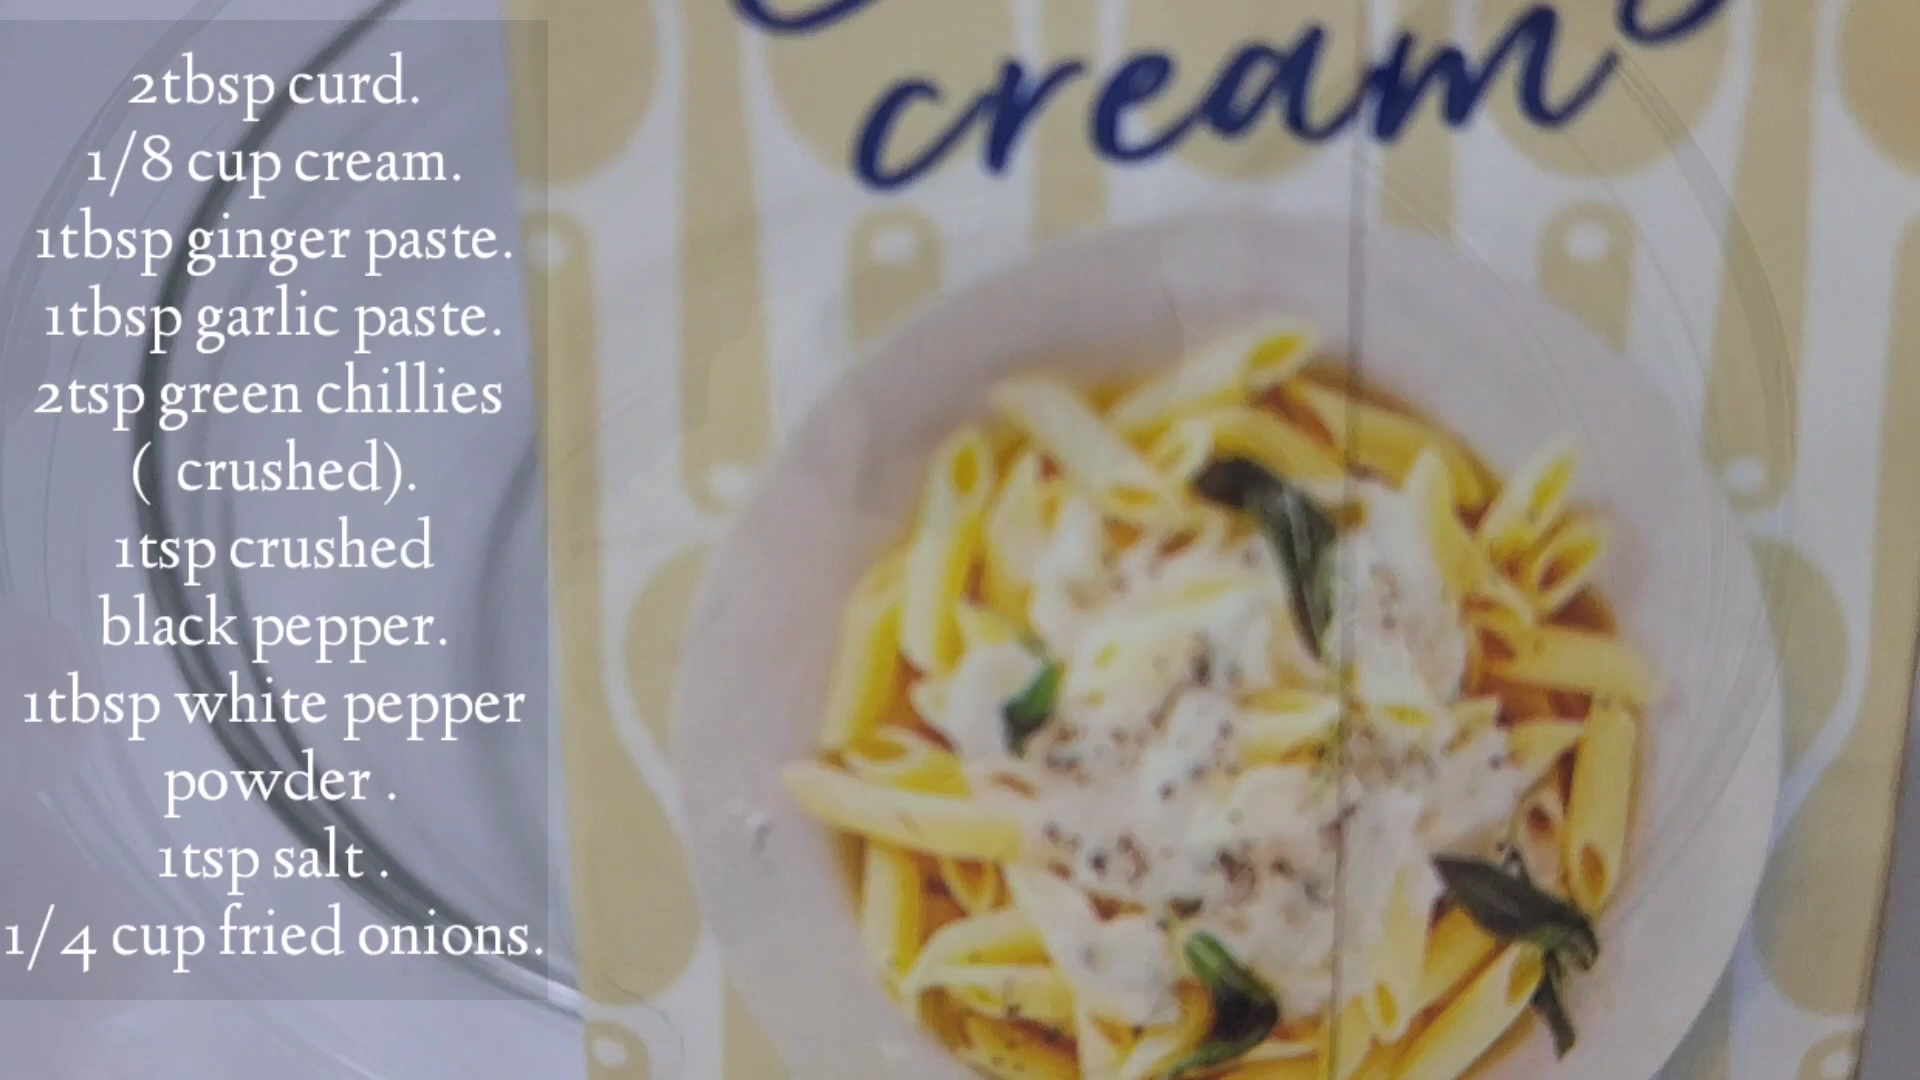 2tbsp curd.
1/8 cup cream.
1tbsp ginger paste.
1tbsp garlic paste.
2tsp green chillies
( crushed).
1tsp crushed
black pepper.
1tbsp white pepper
powder .
1tsp salt .
1/4 cup fried onions.
cream